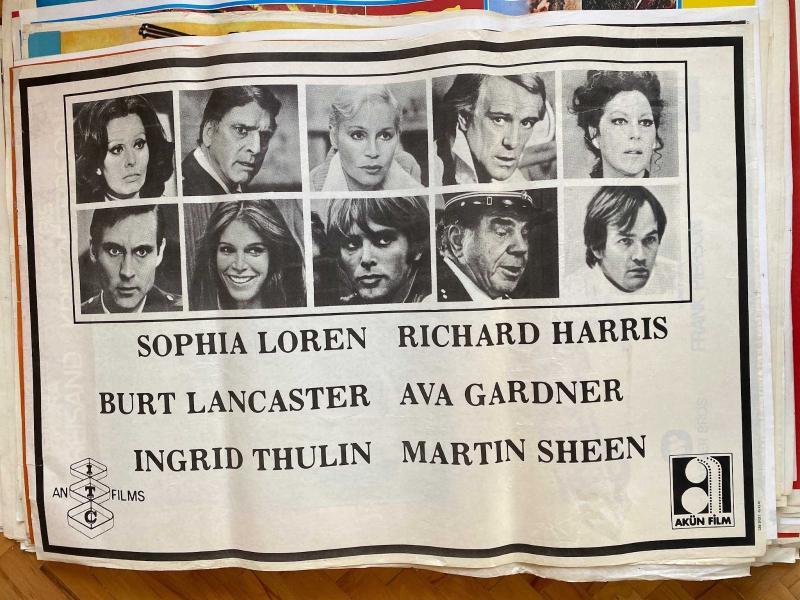 SOPHIA LOREN RICHARD HARRIS
BURT LANCASTER AVA GARDNER
INGRID THULIN MARTIN SHEEN
AN ITC FILMS
AKÜN FİLM